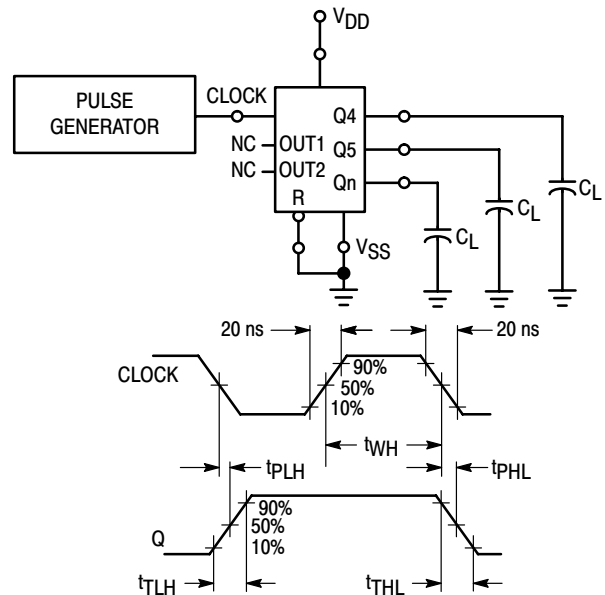 VDD
PULSE
GENERATOR
CLOCK
Q4
NC OUT1
Q5
NC OUT2
Qn
R
CL
CL
CL
VSS
20 ns
20 ns
CLOCK
90%
50%
10%
tWH
tPLH
tPHL
Q
90%
50%
10%
tTLH
tTHL